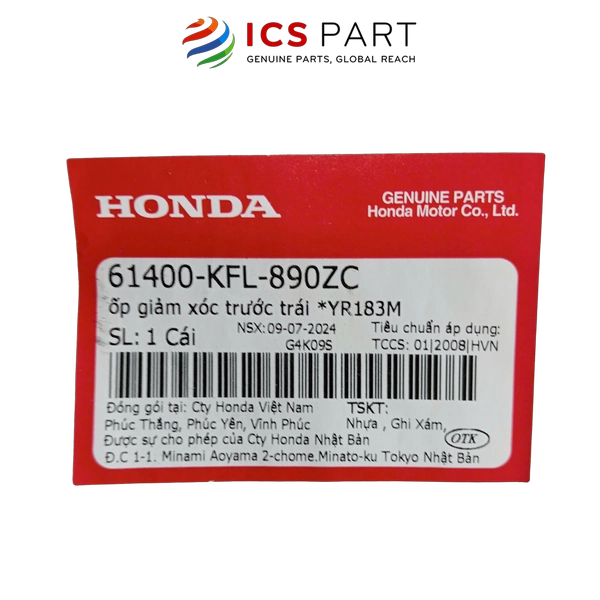 ICS PART
GENUINE PARTS, GLOBAL REACH
HONDA
GENUINE PARTS
Honda Motor Co., Ltd.
61400-KFL-890ZC
ốp giảm xóc trước trái *YR183M
SL: 1 Cái
NSX: 09-07-2024
G4K09S
Tiêu chuẩn áp dụng:
TCCS: 01|2008|HVN
Đóng gói tại: Cty Honda Việt Nam
Phúc Thắng, Phúc Yên, Vĩnh Phúc
Được sự cho phép của Cty Honda Nhật Bản
Đ.C 1-1. Minami Aoyama 2-chome.Minato-ku Tokyo Nhật Bản
TSKT:
Nhựa , Ghi Xám,
OTK